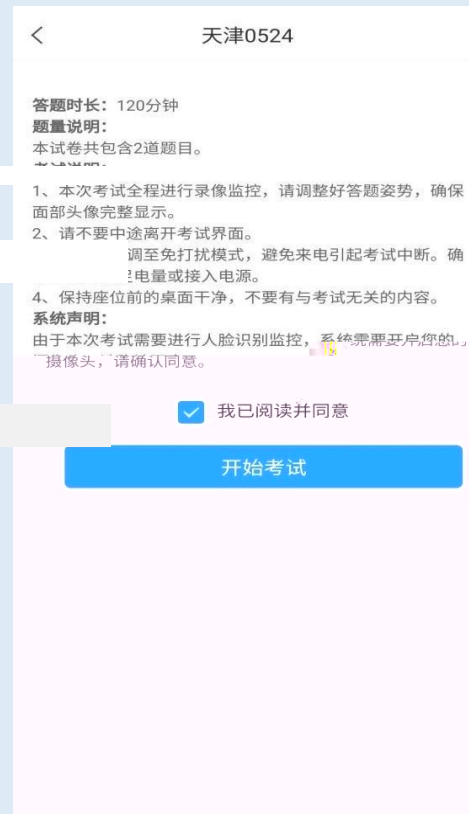 天津0524
答题时长：120分钟
题量说明：
本试卷共包含2道题目。
1、本次考试全程进行录像监控，请调整好答题姿势，确保
面部头像完整显示。
2、请不要中途离开考试界面。
调至免打扰模式，避免来电引起考试中断。确
电量或接入电源。
4、保持座位前的桌面干净，不要有与考试无关的内容。
系统声明：
由于本次考试需要进行人脸识别监控，系统需要开启您的
摄像头，请确认同意。
我已阅读并同意
开始考试